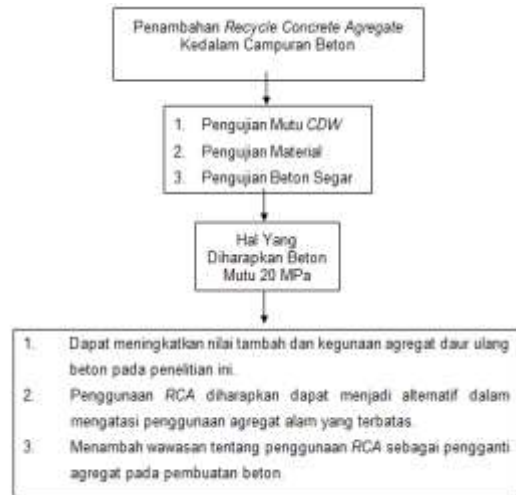 Penambahan Recycle Concrete Agregate
Kedalam Campuran Beton
1. Pengujian Mutu CDW
2. Pengujian Material
3. Pengujian Beton Segar
Hal Yang
Diharapkan Beton
Mutu 20 MPa
1. Dapat meningkatkan nilai tambah dan kegunaan agregat daur ulang
beton pada penelitian ini.
2. Penggunaan RCA diharapkan dapat menjadi alternatif dalam
mengatasi penggunaan agregat alam yang terbatas.
3. Menambah wawasan tentang penggunaan RCA sebagai pengganti
agregat pada pembuatan beton